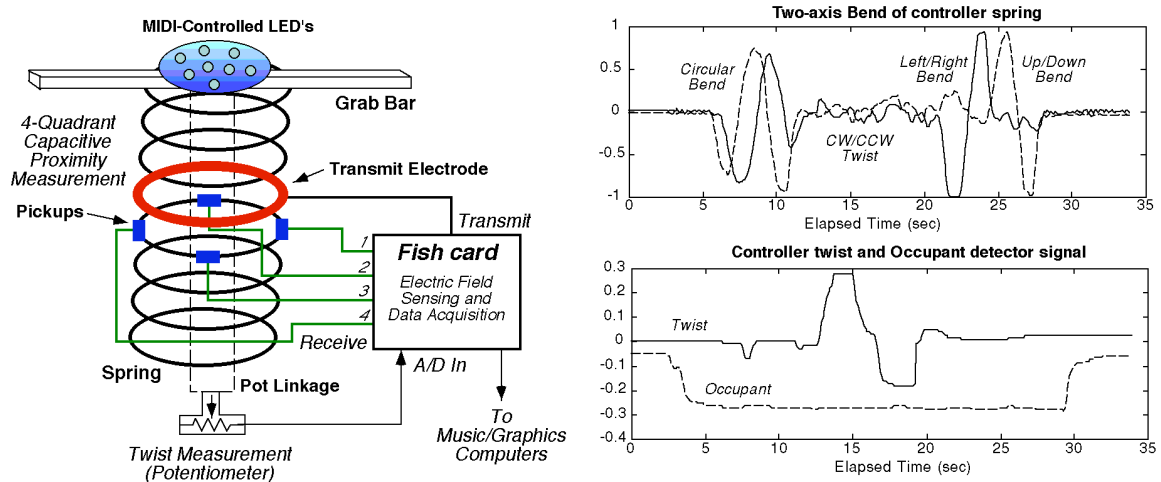 MIDI-Controlled LED's
Grab Bar
4-Quadrant
Capacitive
Proximity
Measurement
Transmit Electrode
Pickups
Transmit
1
2
3
4
Fish card
Electric Field
Sensing and
Data Acquisition
Receive
A/D In
Spring
Pot Linkage
To
Music/Graphics
Computers
Twist Measurement
(Potentiometer)
Two-axis Bend of controller spring
1
0.5
0
-0.5
-1
Circular
Bend
Left/Right
Bend
Up/Down
Bend
CW/CCW
Twist
0 5 10 15 20 25 30 35
Elapsed Time (sec)
Controller twist and Occupant detector signal
0.3
0.2
0.1
0
-0.1
-0.2
-0.3
-0.4
Twist
Occupant
0 5 10 15 20 25 30 35
Elapsed Time (sec)